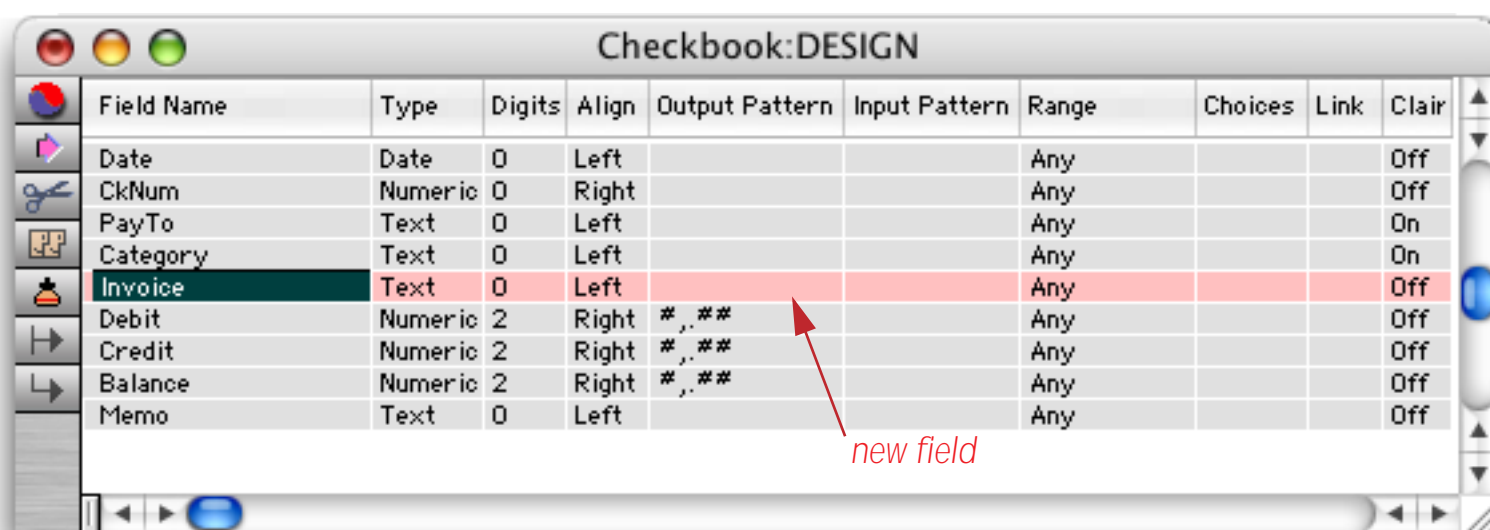 Checkbook:DESIGN
Field Name Type Digits Align Output Pattern Input Pattern Range Choices Link Clair
Date Date 0 Left Any Off
CkNum Numeric 0 Right Any Off
PayTo Text 0 Left Any On
Category Text 0 Left Any On
Invoice Text 0 Left Any Off
Debit Numeric 2 Right #,.## Any Off
Credit Numeric 2 Right #,.## Any Off
Balance Numeric 2 Right #,.## Any Off
Memo Text 0 Left Any Off
new field